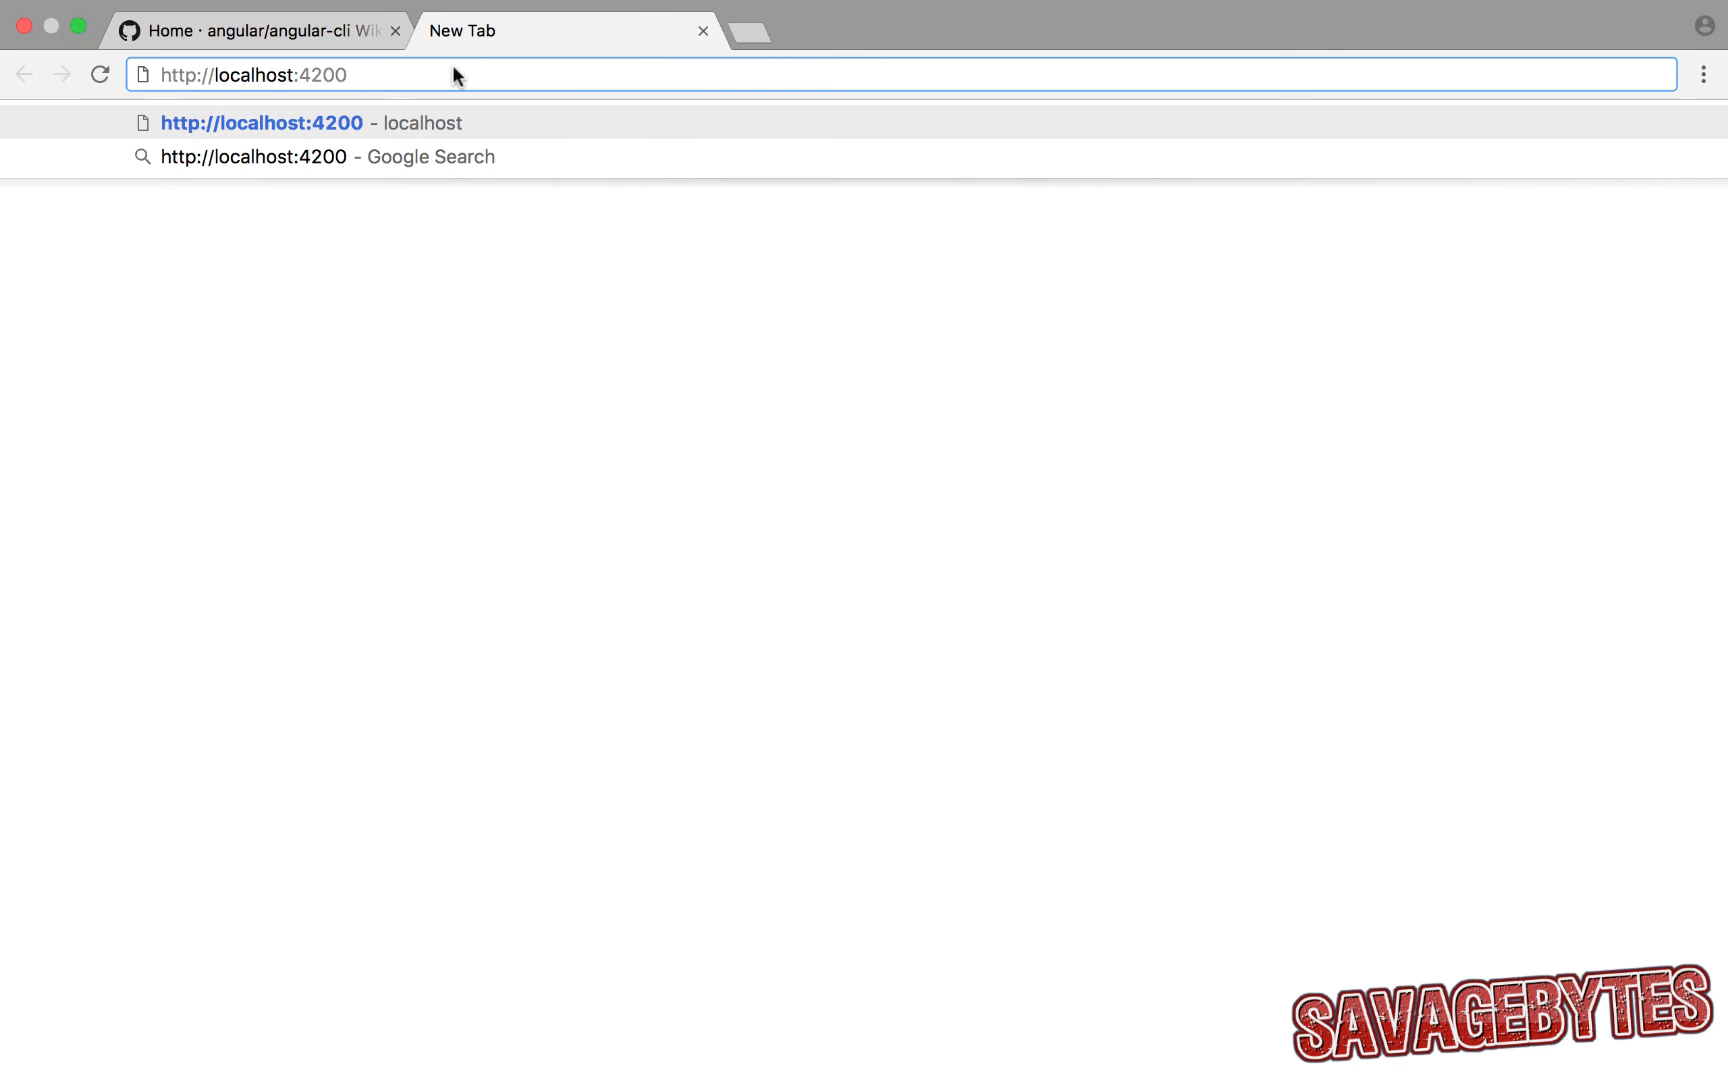 Home · angular/angular-cli Wik
New Tab
http://localhost:4200
http://localhost:4200 - localhost
http://localhost:4200 - Google Search
SAVAGEBYTES